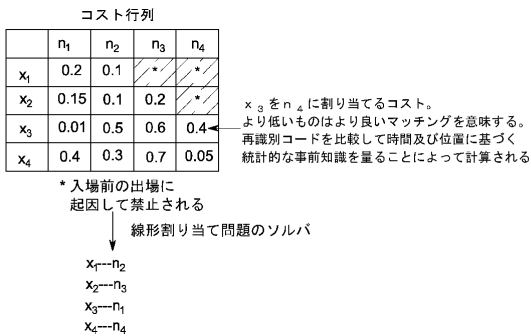 コスト行列
n₁ n₂ n₃ n₄
x₁ 0.2 0.1 * *
x₂ 0.15 0.1 0.2 *
x₃ 0.01 0.5 0.6 0.4
x₄ 0.4 0.3 0.7 0.05
x₃をn₄に割り当てるコスト。
より低いものはより良いマッチングを意味する。
再識別コードを比較して時間及び位置に基づく
統計的な事前知識を量ることによって計算される
* 入場前の出場に
起因して禁止される
線形割り当て問題のソルバ
x₁---n₂
x₂---n₃
x₃---n₁
x₄---n₄